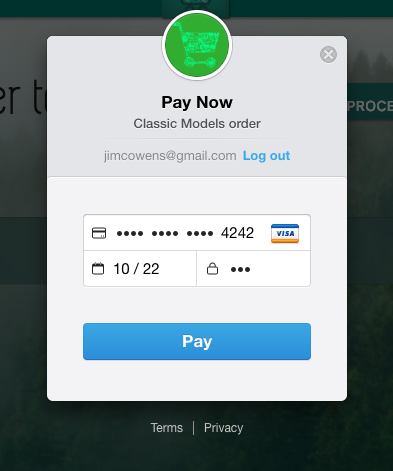 er to
PROCE
Pay Now
Classic Models order
jimcowens@gmail.com Log out
•••• •••• •••• 4242 VISA
10 / 22 •••
Pay
Terms | Privacy